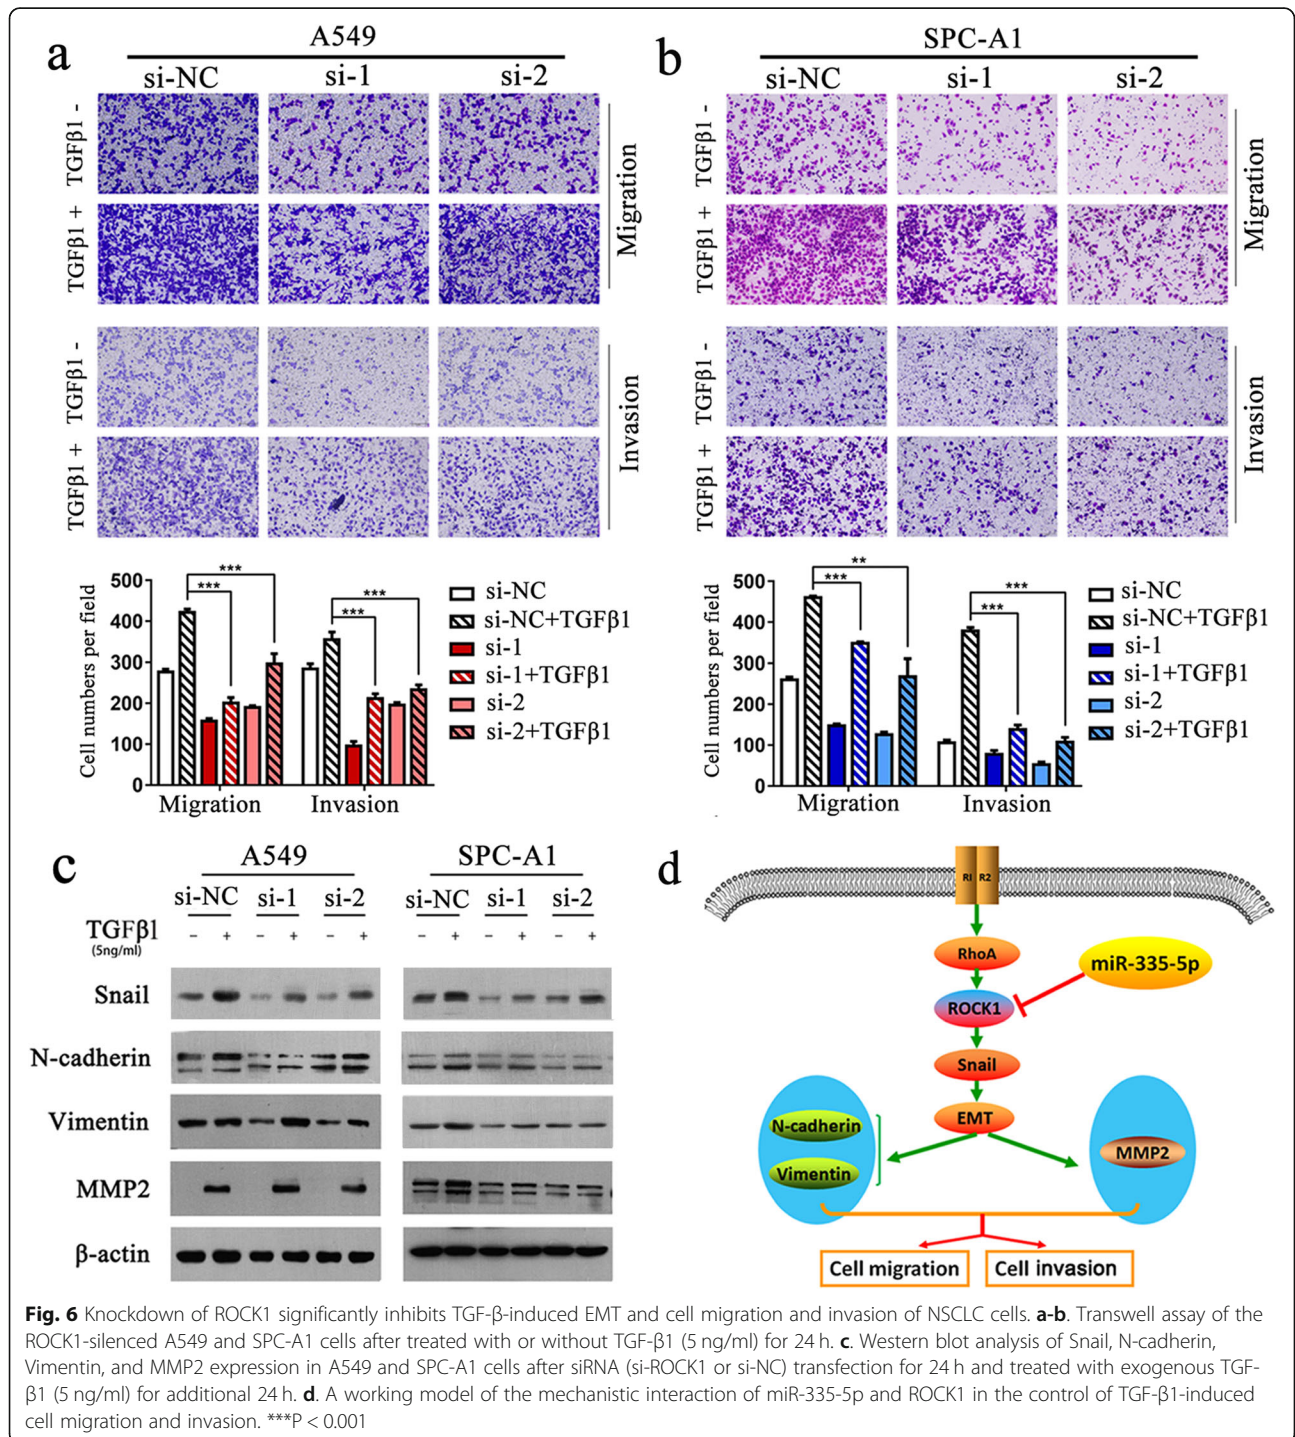 a
A549
si-NC si-1 si-2
TGFβ1 -
TGFβ1 +
Migration
TGFβ1 -
TGFβ1 +
Invasion
Cell numbers per field
500
400
300
200
100
0
*** ***
*** ***
Migration Invasion
si-NC
si-NC+TGFβ1
si-1
si-1+TGFβ1
si-2
si-2+TGFβ1
b
SPC-A1
si-NC si-1 si-2
TGFβ1 -
TGFβ1 +
Migration
TGFβ1 -
TGFβ1 +
Invasion
Cell numbers per field
500
400
300
200
100
0
** ***
*** ***
Migration Invasion
si-NC
si-NC+TGFβ1
si-1
si-1+TGFβ1
si-2
si-2+TGFβ1
c
A549 SPC-A1
si-NC si-1 si-2 si-NC si-1 si-2
TGFβ1 - + - + - + - + - + - +
(5ng/ml)
Snail
N-cadherin
Vimentin
MMP2
β-actin
d
R1 R2
RhoA
miR-335-5p
ROCK1
Snail
EMT
N-cadherin
Vimentin
MMP2
Cell migration Cell invasion
Fig. 6 Knockdown of ROCK1 significantly inhibits TGF-β-induced EMT and cell migration and invasion of NSCLC cells. a-b. Transwell assay of the
ROCK1-silenced A549 and SPC-A1 cells after treated with or without TGF-β1 (5 ng/ml) for 24 h. c. Western blot analysis of Snail, N-cadherin,
Vimentin, and MMP2 expression in A549 and SPC-A1 cells after siRNA (si-ROCK1 or si-NC) transfection for 24 h and treated with exogenous TGF-
β1 (5 ng/ml) for additional 24 h. d. A working model of the mechanistic interaction of miR-335-5p and ROCK1 in the control of TGF-β1-induced
cell migration and invasion. ***P < 0.001